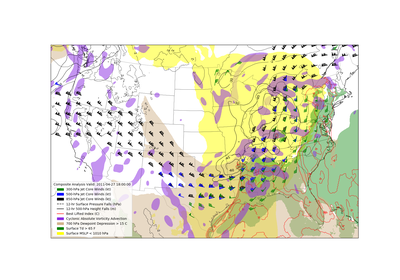 Composite Analysis Valid: 2011-04-27 18:00:00
300-hPa Jet Core Winds (kt)
500-hPa Jet Core Winds (kt)
850-hPa Jet Core Winds (kt)
12-hr Surface Pressure Falls (hPa)
12-hr 500-hPa Height Falls (m)
Best Lifted Index (C)
Cyclonic Absolute Vorticity Advection
700-hPa Dewpoint Depression > 15 C
Surface Td > 65 F
Surface MSLP < 1010 hPa